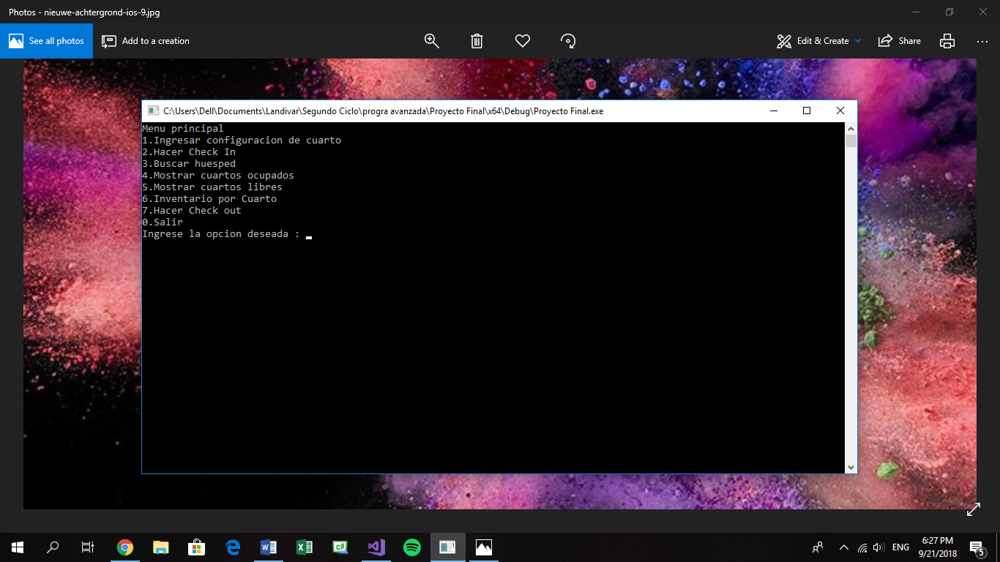 Photos - nieuwe-achtergrond-ios-9.jpg
See all photos
Add to a creation
Edit & Create
Share
C:\Users\Dell\Documents\Landivar\Segundo Ciclo\progra avanzada\Proyecto Final\x64\Debug\Proyecto Final.exe
Menu principal
1.Ingresar configuracion de cuarto
2.Hacer Check In
3.Buscar huesped
4.Mostrar cuartos ocupados
5.Mostrar cuartos libres
6.Inventario por Cuarto
7.Hacer Check out
0.Salir
Ingrese la opcion deseada :
ENG
6:27 PM
9/21/2018
5